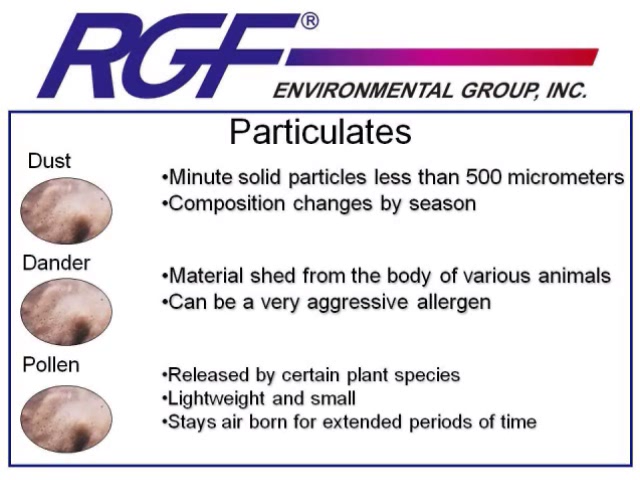 RGF®
ENVIRONMENTAL GROUP, INC.
Particulates
Dust
•Minute solid particles less than 500 micrometers
•Composition changes by season
Dander
•Material shed from the body of various animals
•Can be a very aggressive allergen
Pollen
•Released by certain plant species
•Lightweight and small
•Stays air born for extended periods of time